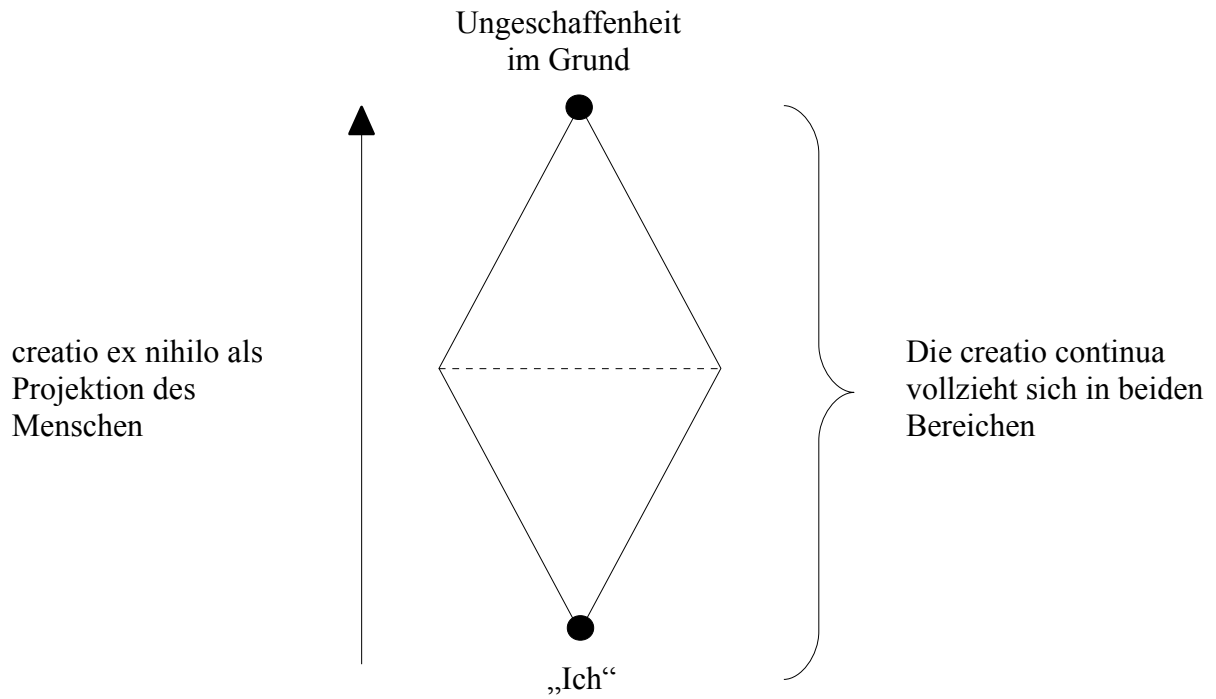 Ungeschaffenheit
im Grund
creatio ex nihilo als
Projektion des
Menschen
Die creatio continua
vollzieht sich in beiden
Bereichen
„Ich“